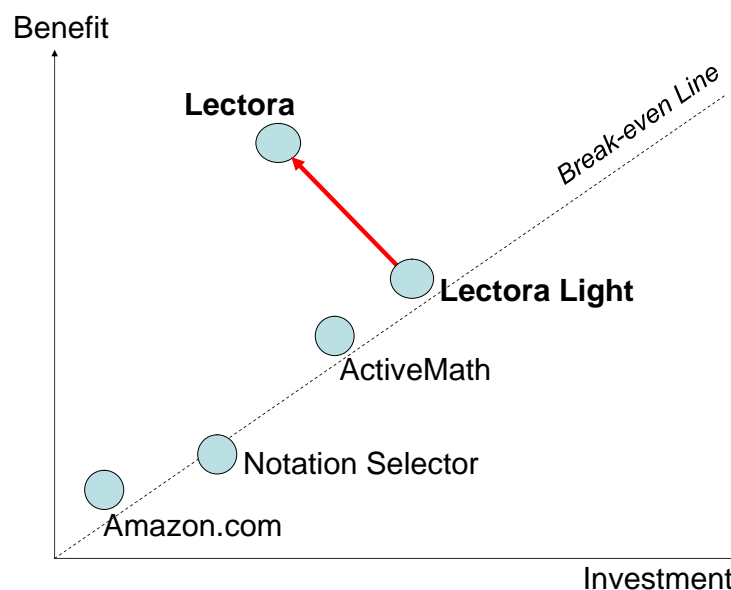 Benefit
Lectora
Break-even Line
Lectora Light
ActiveMath
Notation Selector
Amazon.com
Investment